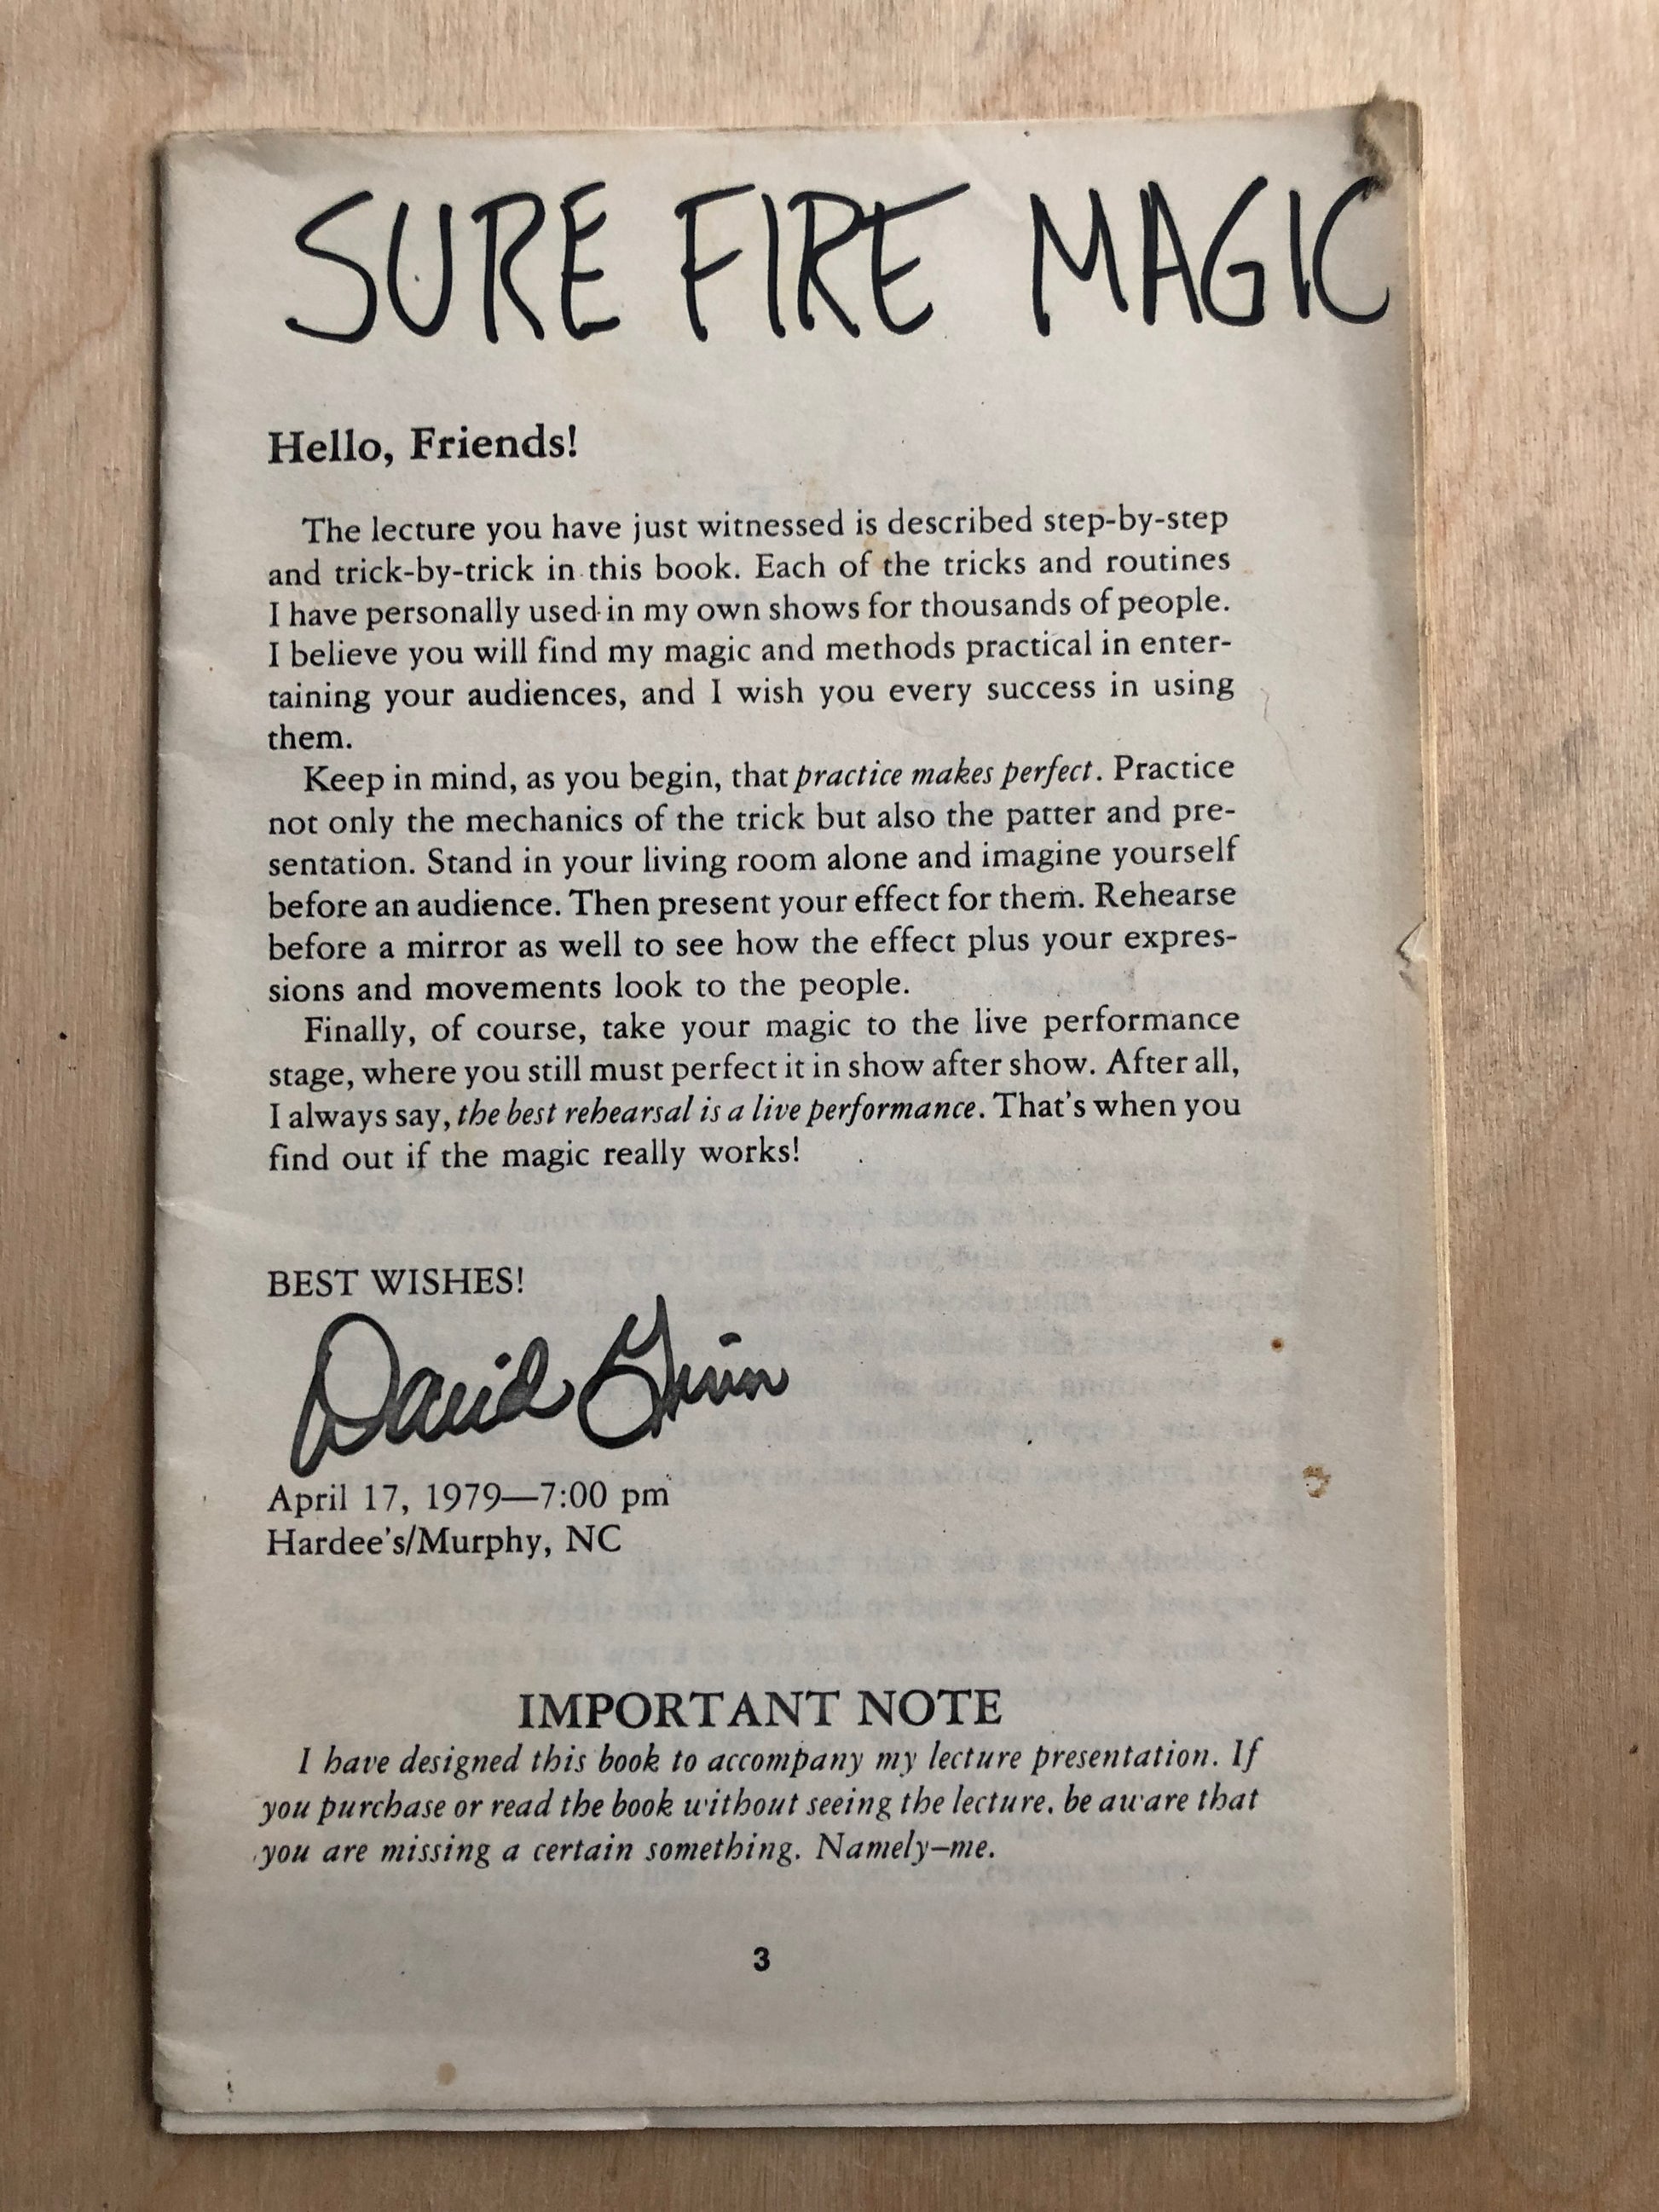 SURE FIRE MAGIC
Hello, Friends!
The lecture you have just witnessed is described step-by-step
and trick-by-trick in this book. Each of the tricks and routines
I have personally used in my own shows for thousands of people.
I believe you will find my magic and methods practical in enter-
taining your audiences, and I wish you every success in using
them.
Keep in mind, as you begin, that practice makes perfect. Practice
not only the mechanics of the trick but also the patter and pre-
sentation. Stand in your living room alone and imagine yourself
before an audience. Then present your effect for them. Rehearse
before a mirror as well to see how the effect plus your expres-
sions and movements look to the people.
Finally, of course, take your magic to the live performance
stage, where you still must perfect it in show after show. After all,
I always say, the best rehearsal is a live performance. That's when you
find out if the magic really works!
BEST WISHES!
David Ginn
April 17, 1979—7:00 pm
Hardee's/Murphy, NC
IMPORTANT NOTE
I have designed this book to accompany my lecture presentation. If
you purchase or read the book without seeing the lecture, be aware that
you are missing a certain something. Namely—me.
3